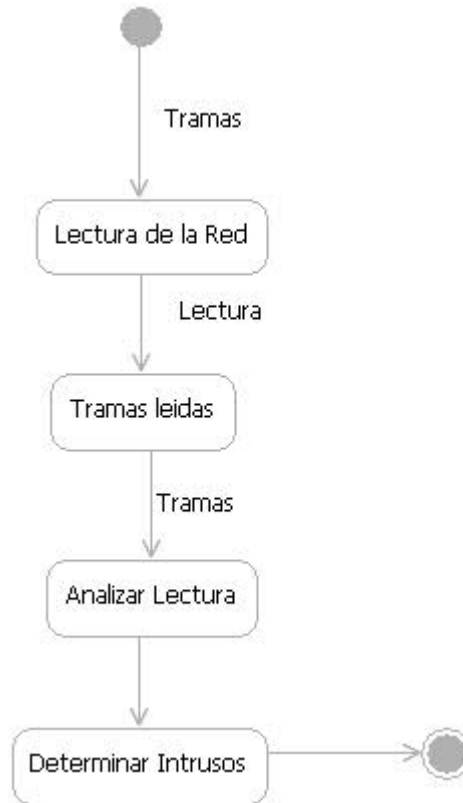 Tramas
Lectura de la Red
Lectura
Tramas leidas
Tramas
Analizar Lectura
Determinar Intrusos